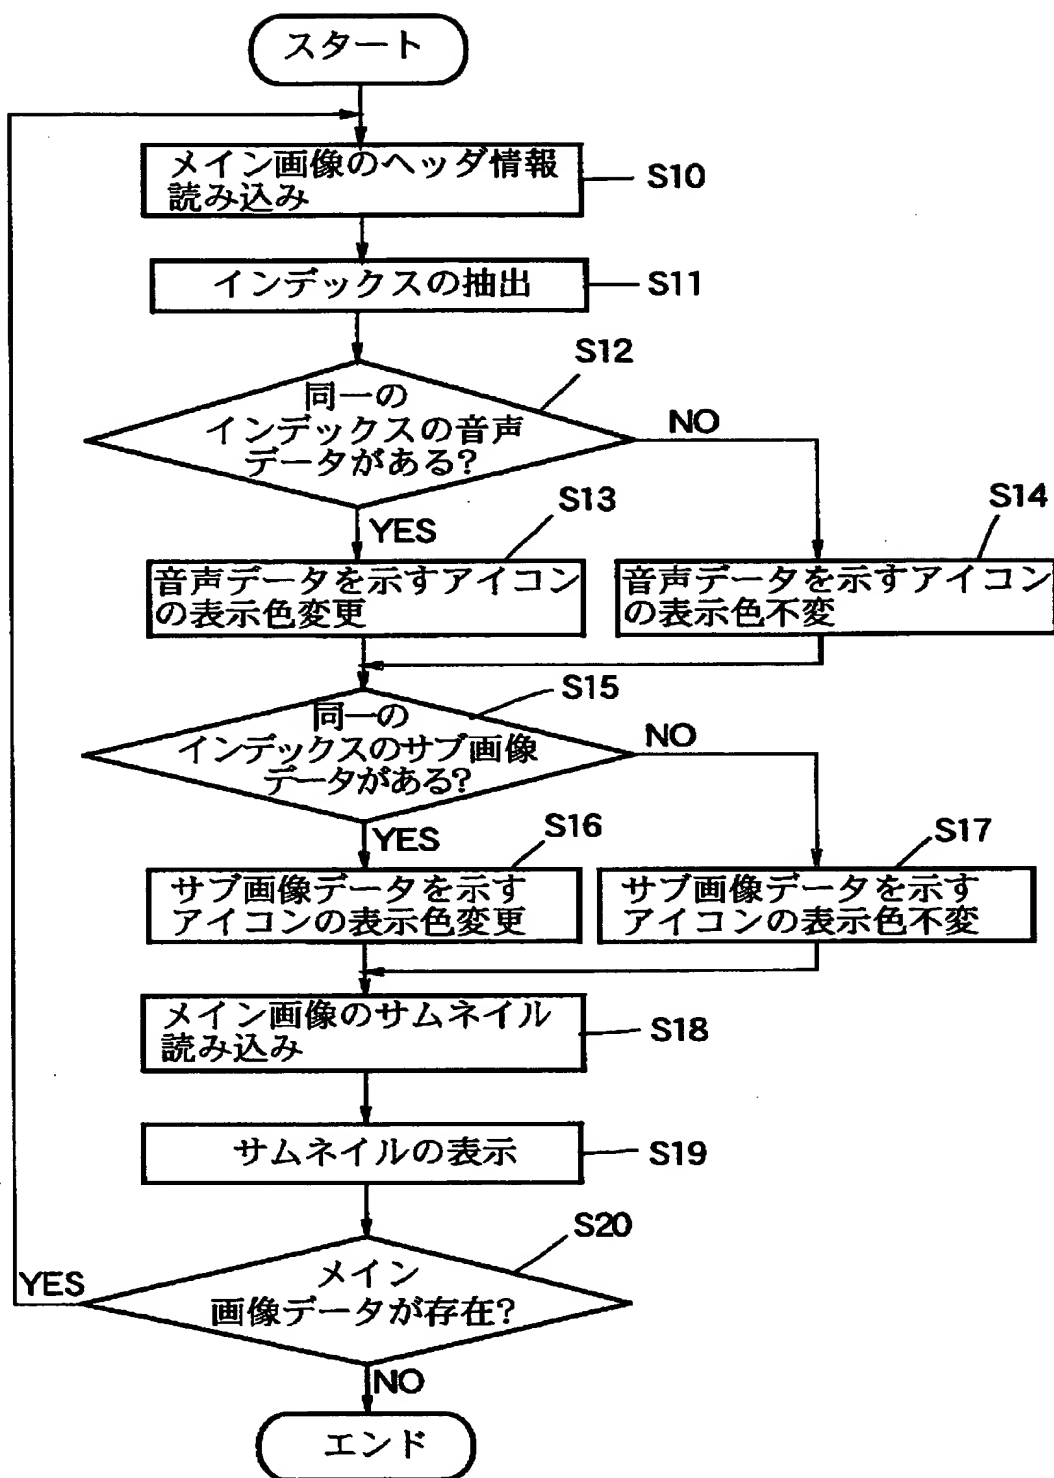 スタート
メイン画像のヘッダ情報
読み込み
S10
インデックスの抽出
S11
S12
同一の
インデックスの音声
データがある?
NO
YES
S13
S14
音声データを示すアイコン
の表示色変更
音声データを示すアイコン
の表示色不変
S15
同一の
インデックスのサブ画像
データがある?
NO
YES
S16
S17
サブ画像データを示す
アイコンの表示色変更
サブ画像データを示す
アイコンの表示色不変
メイン画像のサムネイル
読み込み
S18
サムネイルの表示
S19
S20
メイン
画像データが存在?
YES
NO
エンド